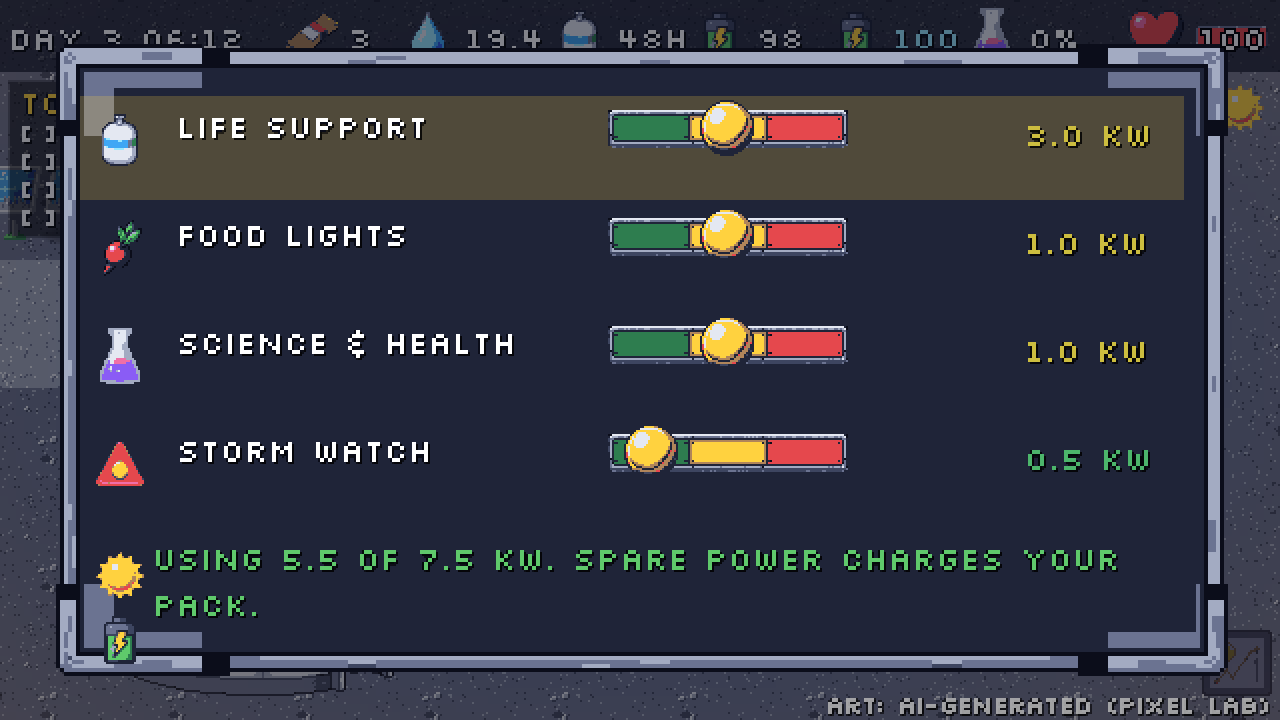 DAY 3 06:12 3 19.4 48H 98 100 0% 100
LIFE SUPPORT 3.0 KW
FOOD LIGHTS 1.0 KW
SCIENCE & HEALTH 1.0 KW
STORM WATCH 0.5 KW
USING 5.5 OF 7.5 KW. SPARE POWER CHARGES YOUR
PACK.
ART: AI-GENERATED (PIXEL LAB)